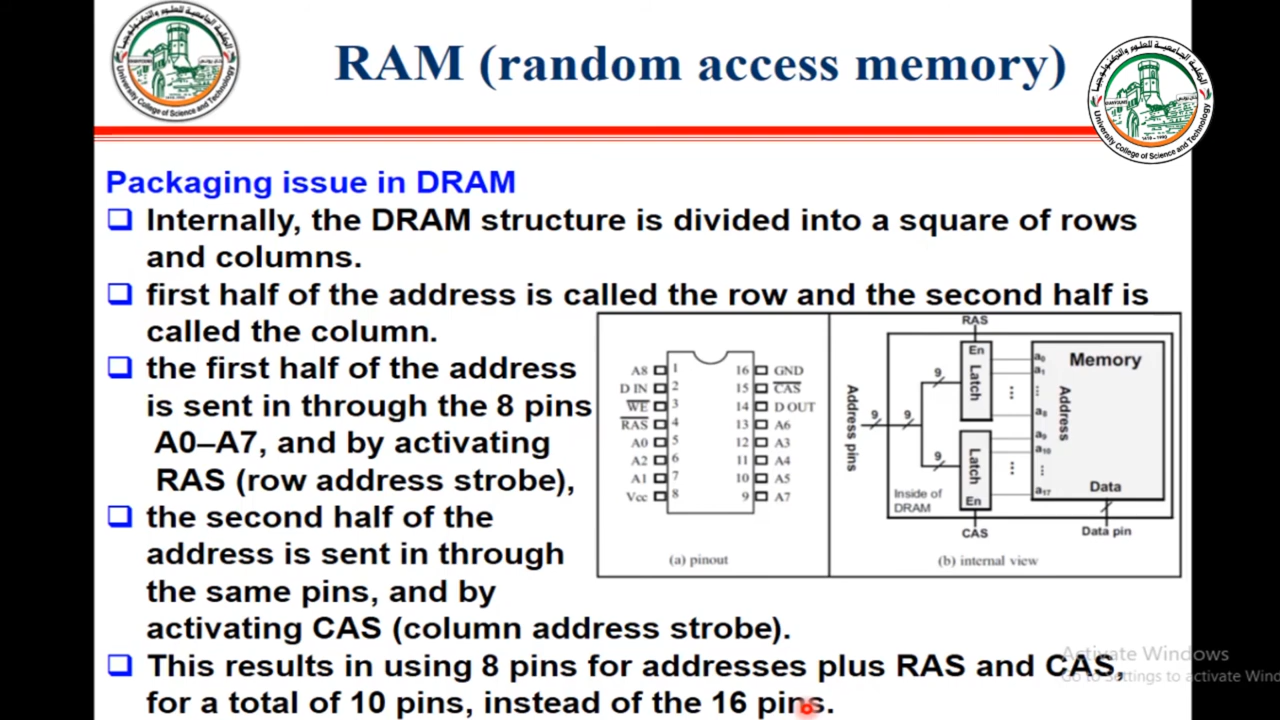 RAM (random access memory)
Packaging issue in DRAM
Internally, the DRAM structure is divided into a square of rows
and columns.
first half of the address is called the row and the second half is
called the column.
the first half of the address
is sent in through the 8 pins
A0–A7, and by activating
RAS (row address strobe),
the second half of the
address is sent in through
the same pins, and by
activating CAS (column address strobe).
This results in using 8 pins for addresses plus RAS and CAS,
for a total of 10 pins, instead of the 16 pins.
A8 1 16 GND
D IN 2 15 CAS
WE 3 14 D OUT
RAS 4 13 A6
A0 5 12 A3
A2 6 11 A4
A1 7 10 A5
Vcc 8 9 A7
(a) pinout
RAS
En
Latch
a0
a1
a8
Memory
Address
Address pins
9
9
9
9
Latch
En
a9
a10
a17
Data
Inside of
DRAM
CAS
Data pin
(b) internal view
University College of Science and Technology
University College of Science and Technology
Activate Windows
Go to Settings to activate Wind